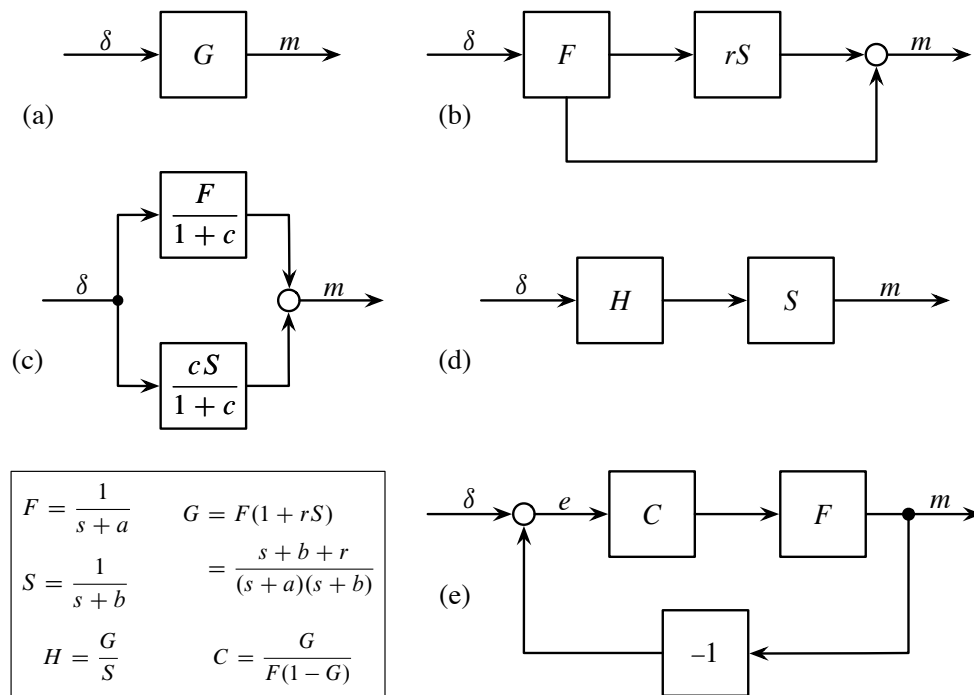 δ G m
(a)
δ F rS m
(b)
F
1 + c
δ m
cS
1 + c
(c)
δ H S m
(d)
F = 1 / (s + a)
S = 1 / (s + b)
H = G / S
G = F(1 + rS)
= (s + b + r) / ((s + a)(s + b))
C = G / (F(1 − G))
δ e C F m
–1
(e)